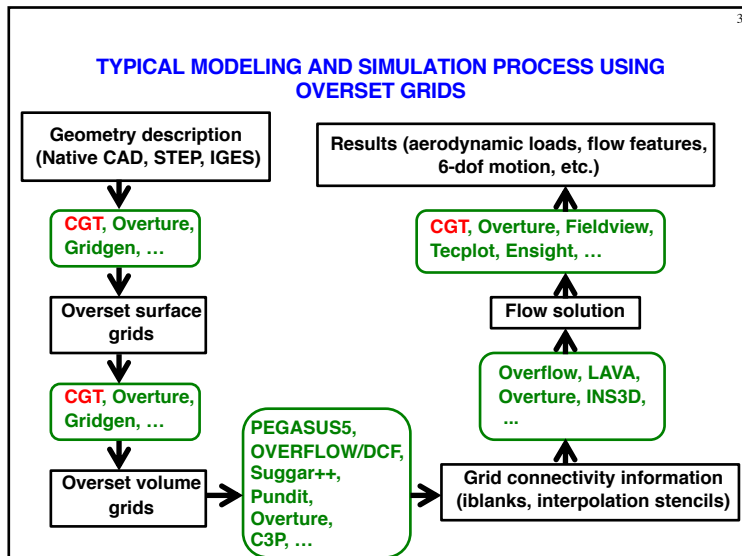 3
TYPICAL MODELING AND SIMULATION PROCESS USING
OVERSET GRIDS
Geometry description
(Native CAD, STEP, IGES)
CGT, Overture,
Gridgen, …
Overset surface
grids
CGT, Overture,
Gridgen, …
Overset volume
grids
PEGASUS5,
OVERFLOW/DCF,
Suggar++,
Pundit,
Overture,
C3P, …
Grid connectivity information
(iblanks, interpolation stencils)
Overflow, LAVA,
Overture, INS3D,
...
Flow solution
CGT, Overture, Fieldview,
Tecplot, Ensight, …
Results (aerodynamic loads, flow features,
6-dof motion, etc.)